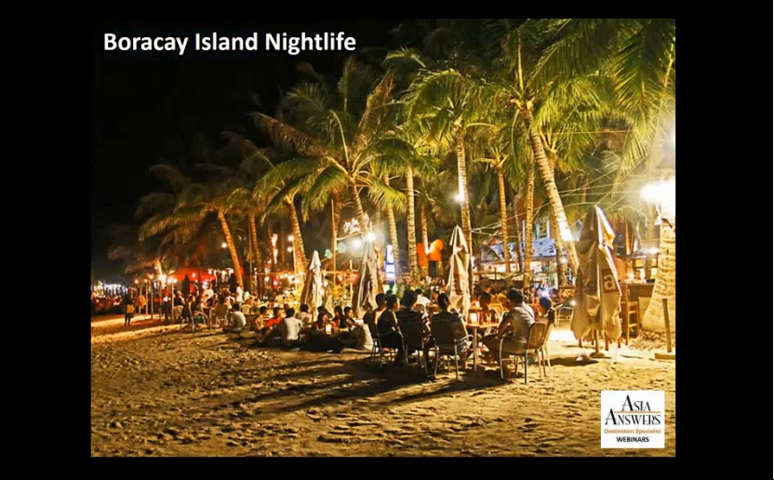 Boracay Island Nightlife
ASIA
ANSWERS
Destination Specialist
WEBINARS